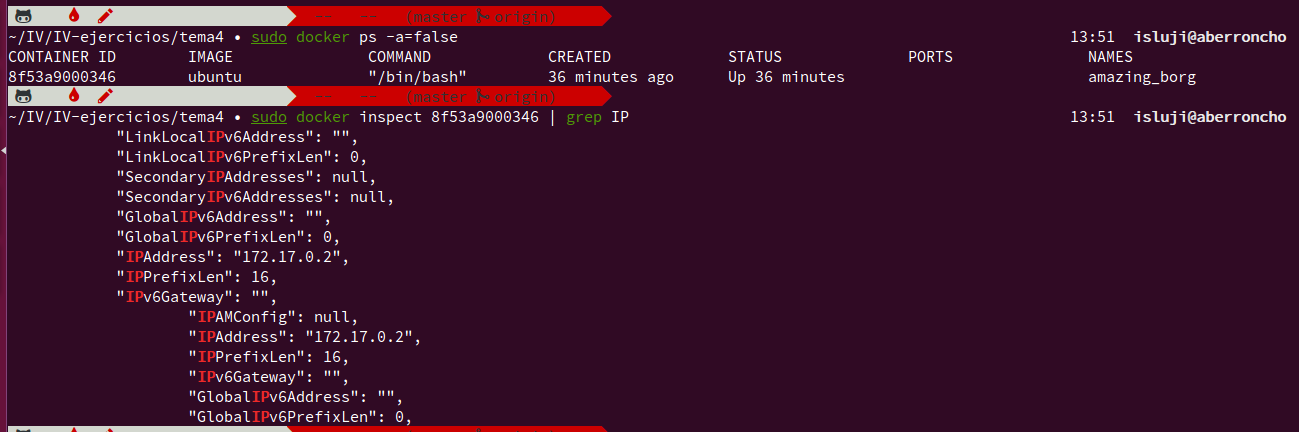 -- -- (master origin)
~/IV/IV-ejercicios/tema4 • sudo docker ps -a=false 13:51 isluji@aberroncho
CONTAINER ID IMAGE COMMAND CREATED STATUS PORTS NAMES
8f53a9000346 ubuntu "/bin/bash" 36 minutes ago Up 36 minutes amazing_borg
-- -- (master origin)
~/IV/IV-ejercicios/tema4 • sudo docker inspect 8f53a9000346 | grep IP 13:51 isluji@aberroncho
"LinkLocalIPv6Address": "",
"LinkLocalIPv6PrefixLen": 0,
"SecondaryIPAddresses": null,
"SecondaryIPv6Addresses": null,
"GlobalIPv6Address": "",
"GlobalIPv6PrefixLen": 0,
"IPAddress": "172.17.0.2",
"IPPrefixLen": 16,
"IPv6Gateway": "",
"IPAMConfig": null,
"IPAddress": "172.17.0.2",
"IPPrefixLen": 16,
"IPv6Gateway": "",
"GlobalIPv6Address": "",
"GlobalIPv6PrefixLen": 0,